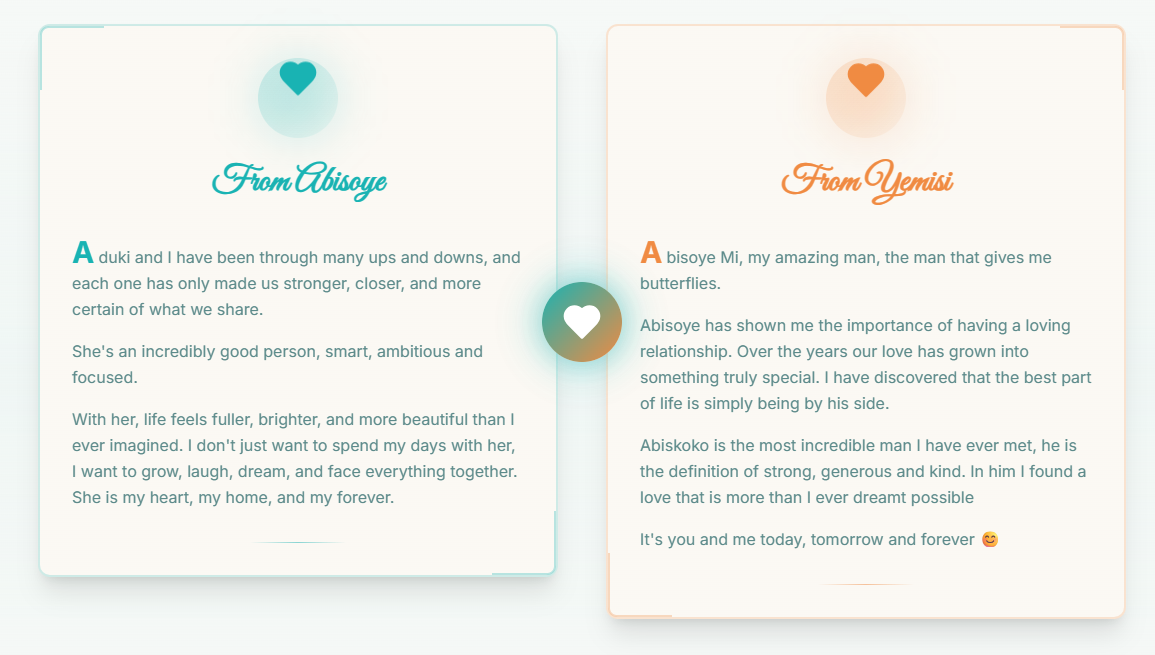 From Abisoye
Aduki and I have been through many ups and downs, and
each one has only made us stronger, closer, and more
certain of what we share.
She's an incredibly good person, smart, ambitious and
focused.
With her, life feels fuller, brighter, and more beautiful than I
ever imagined. I don't just want to spend my days with her,
I want to grow, laugh, dream, and face everything together.
She is my heart, my home, and my forever.
From Yemisi
Abisoye Mi, my amazing man, the man that gives me
butterflies.
Abisoye has shown me the importance of having a loving
relationship. Over the years our love has grown into
something truly special. I have discovered that the best part
of life is simply being by his side.
Abiskoko is the most incredible man I have ever met, he is
the definition of strong, generous and kind. In him I found a
love that is more than I ever dreamt possible
It's you and me today, tomorrow and forever 😊